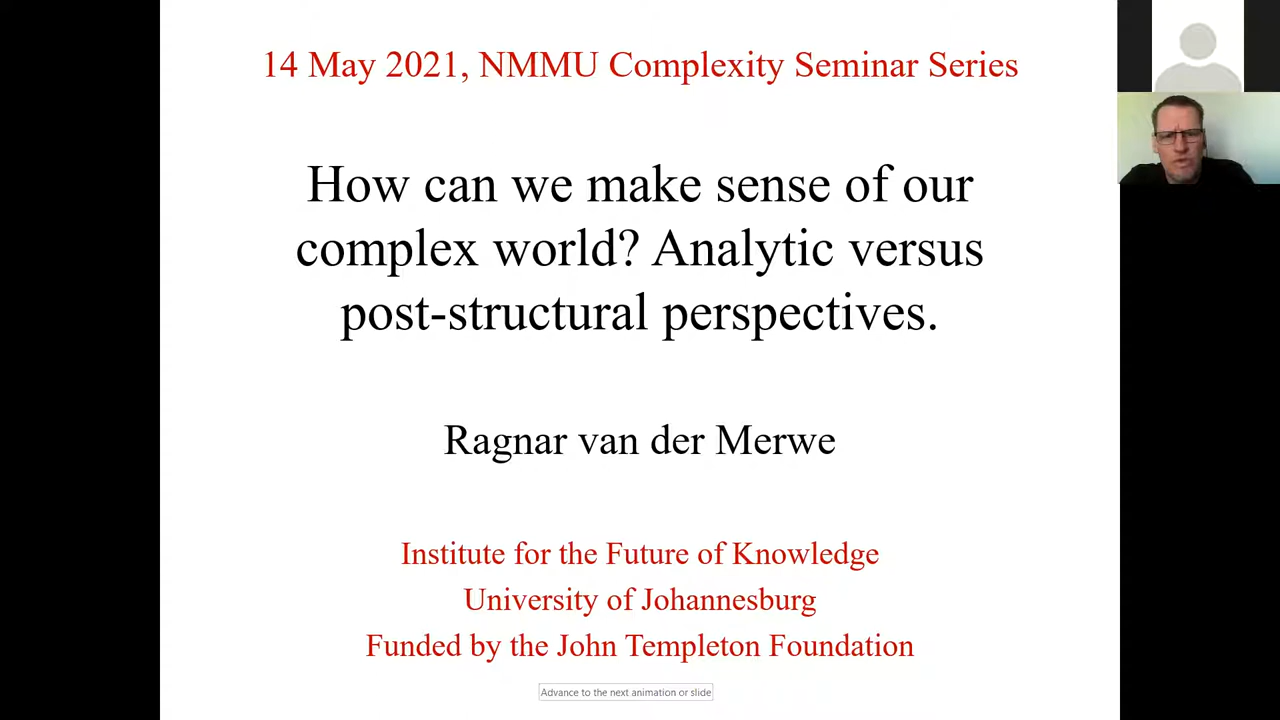 14 May 2021, NMMU Complexity Seminar Series
How can we make sense of our
complex world? Analytic versus
post-structural perspectives.
Ragnar van der Merwe
Institute for the Future of Knowledge
University of Johannesburg
Funded by the John Templeton Foundation
Advance to the next animation or slide